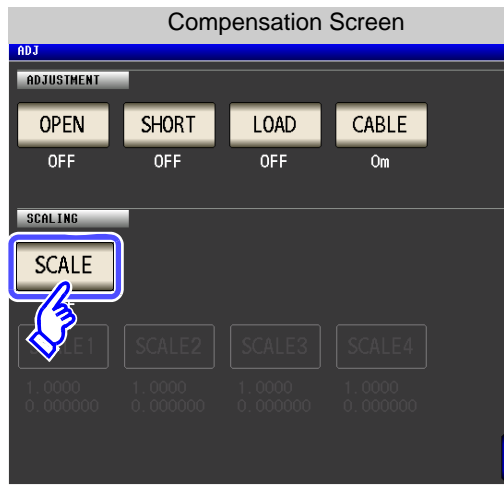 Compensation Screen
ADJ
ADJUSTMENT
OPEN SHORT LOAD CABLE
OFF OFF OFF 0m
SCALING
SCALE
SCALE2 SCALE3 SCALE4
1.0000 1.0000 1.0000 1.0000
0.000000 0.000000 0.000000 0.000000